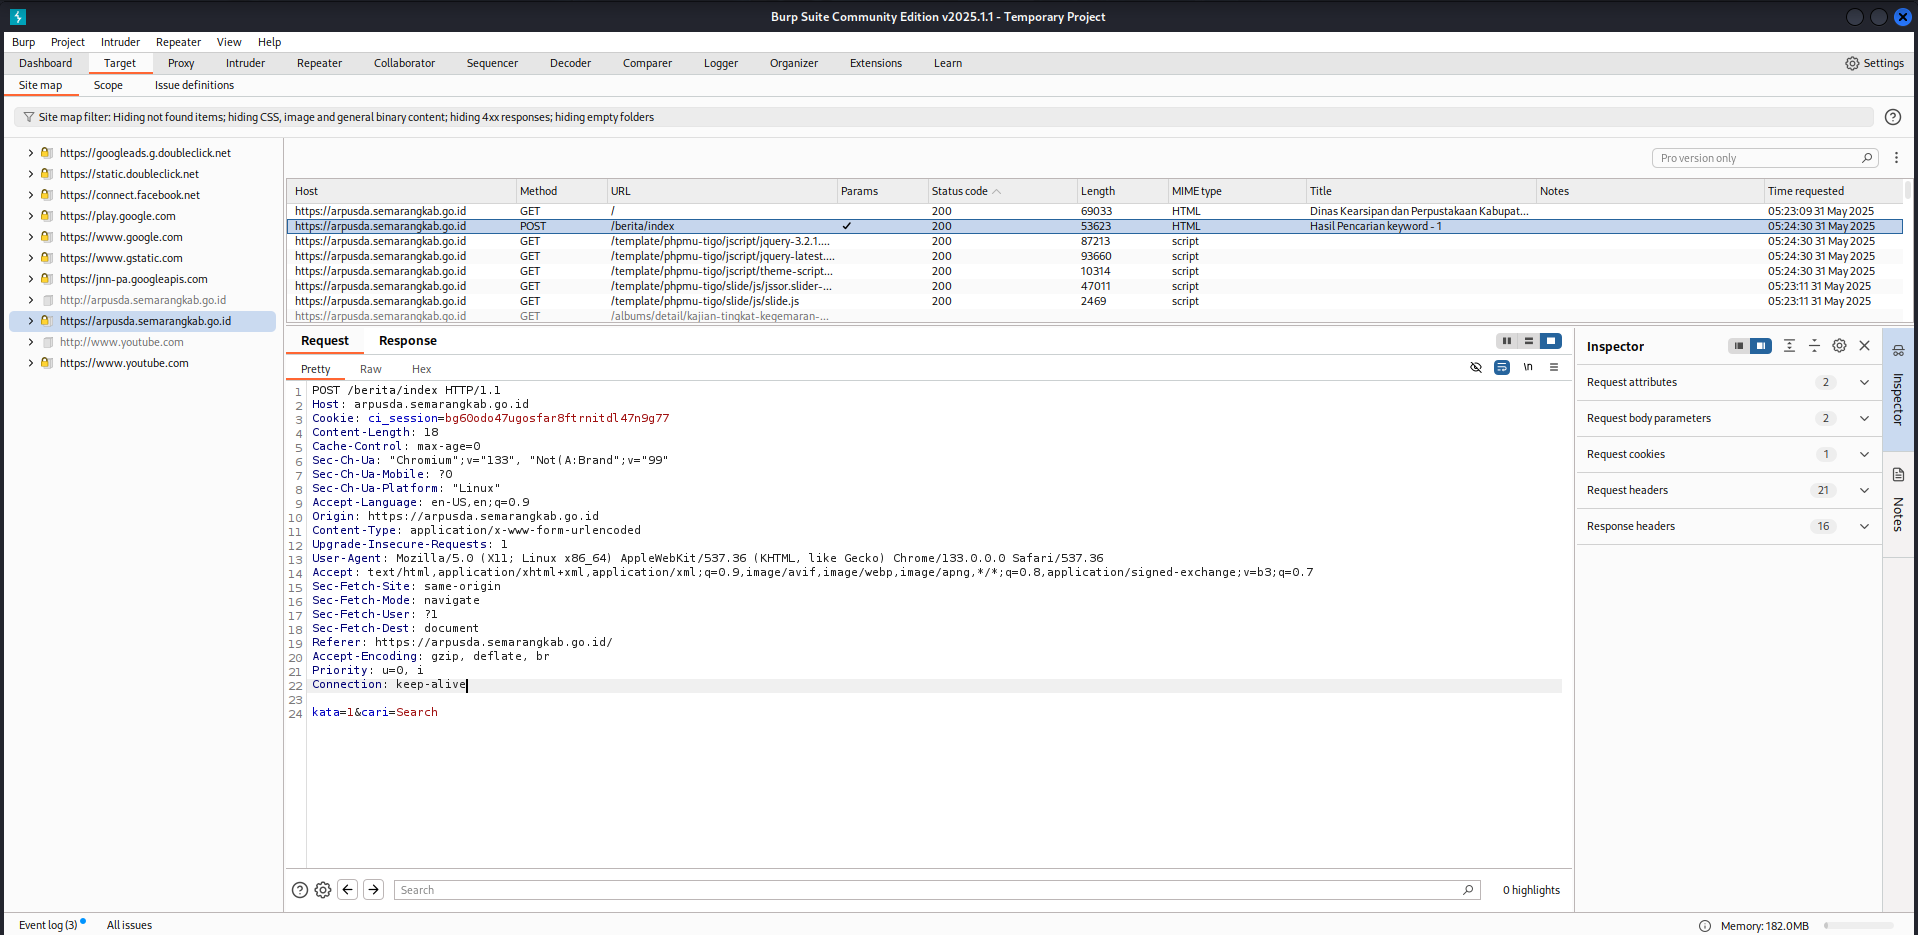 Burp Suite Community Edition v2025.1.1 - Temporary Project
Burp Project Intruder Repeater View Help
Dashboard Target Proxy Intruder Repeater Collaborator Sequencer Decoder Comparer Logger Organizer Extensions Learn Settings
Site map Scope Issue definitions
Site map filter: Hiding not found items; hiding CSS, image and general binary content; hiding 4xx responses; hiding empty folders
https://googleads.g.doubleclick.net
https://static.doubleclick.net
https://connect.facebook.net
https://play.google.com
https://www.google.com
https://www.gstatic.com
https://jnn-pa.googleapis.com
http://arpusda.semarangkab.go.id
https://arpusda.semarangkab.go.id
http://www.youtube.com
https://www.youtube.com
Pro version only
Host Method URL Params Status code Length MIME type Title Notes Time requested
https://arpusda.semarangkab.go.id GET / 200 69033 HTML Dinas Kearsipan dan Perpustakaan Kabupat... 05:23:09 31 May 2025
https://arpusda.semarangkab.go.id POST /berita/index ✓ 200 53623 HTML Hasil Pencarian keyword - 1 05:24:30 31 May 2025
https://arpusda.semarangkab.go.id GET /template/phpmu-tigo/jscript/jquery-3.2.1.... 200 87213 script 05:24:30 31 May 2025
https://arpusda.semarangkab.go.id GET /template/phpmu-tigo/jscript/jquery-latest.... 200 93660 script 05:24:30 31 May 2025
https://arpusda.semarangkab.go.id GET /template/phpmu-tigo/jscript/theme-script... 200 10314 script 05:24:30 31 May 2025
https://arpusda.semarangkab.go.id GET /template/phpmu-tigo/slide/js/jssor.slider-... 200 47011 script 05:23:11 31 May 2025
https://arpusda.semarangkab.go.id GET /template/phpmu-tigo/slide/js/slide.js 200 2469 script 05:23:11 31 May 2025
https://arpusda.semarangkab.go.id GET /albums/detail/kajian-tingkat-kegemaran-...
Request Response
Pretty Raw Hex \n
1 POST /berita/index HTTP/1.1
2 Host: arpusda.semarangkab.go.id
3 Cookie: ci_session=bg60odo47ugosfar8ftrnitdl47n9g77
4 Content-Length: 18
5 Cache-Control: max-age=0
6 Sec-Ch-Ua: "Chromium";v="133", "Not(A:Brand";v="99"
7 Sec-Ch-Ua-Mobile: ?0
8 Sec-Ch-Ua-Platform: "Linux"
9 Accept-Language: en-US,en;q=0.9
10 Origin: https://arpusda.semarangkab.go.id
11 Content-Type: application/x-www-form-urlencoded
12 Upgrade-Insecure-Requests: 1
13 User-Agent: Mozilla/5.0 (X11; Linux x86_64) AppleWebKit/537.36 (KHTML, like Gecko) Chrome/133.0.0.0 Safari/537.36
14 Accept: text/html,application/xhtml+xml,application/xml;q=0.9,image/avif,image/webp,image/apng,*/*;q=0.8,application/signed-exchange;v=b3;q=0.7
15 Sec-Fetch-Site: same-origin
16 Sec-Fetch-Mode: navigate
17 Sec-Fetch-User: ?1
18 Sec-Fetch-Dest: document
19 Referer: https://arpusda.semarangkab.go.id/
20 Accept-Encoding: gzip, deflate, br
21 Priority: u=0, i
22 Connection: keep-alive
23
24 kata=1&cari=Search
Inspector
Request attributes 2
Request body parameters 2
Request cookies 1
Request headers 21
Response headers 16
Inspector
Notes
Search 0 highlights
Event log (3) All issues Memory: 182.0MB